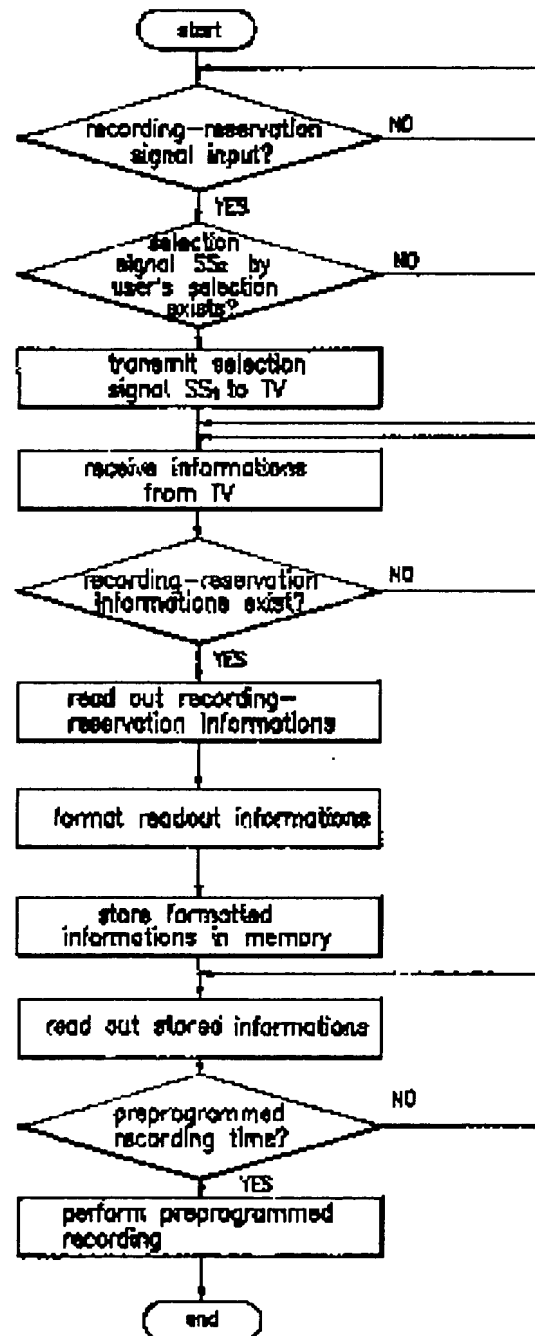 start
recording-reservation
signal input?
NO
YES
selection
signal SS₂ by
user's selection
exists?
NO
transmit selection
signal SS₁ to TV
receive informations
from TV
recording-reservation
informations exist?
NO
YES
read out recording-
reservation informations
format readout informations
store formatted
informations in memory
read out stored informations
preprogrammed
recording time?
NO
YES
perform preprogrammed
recording
end